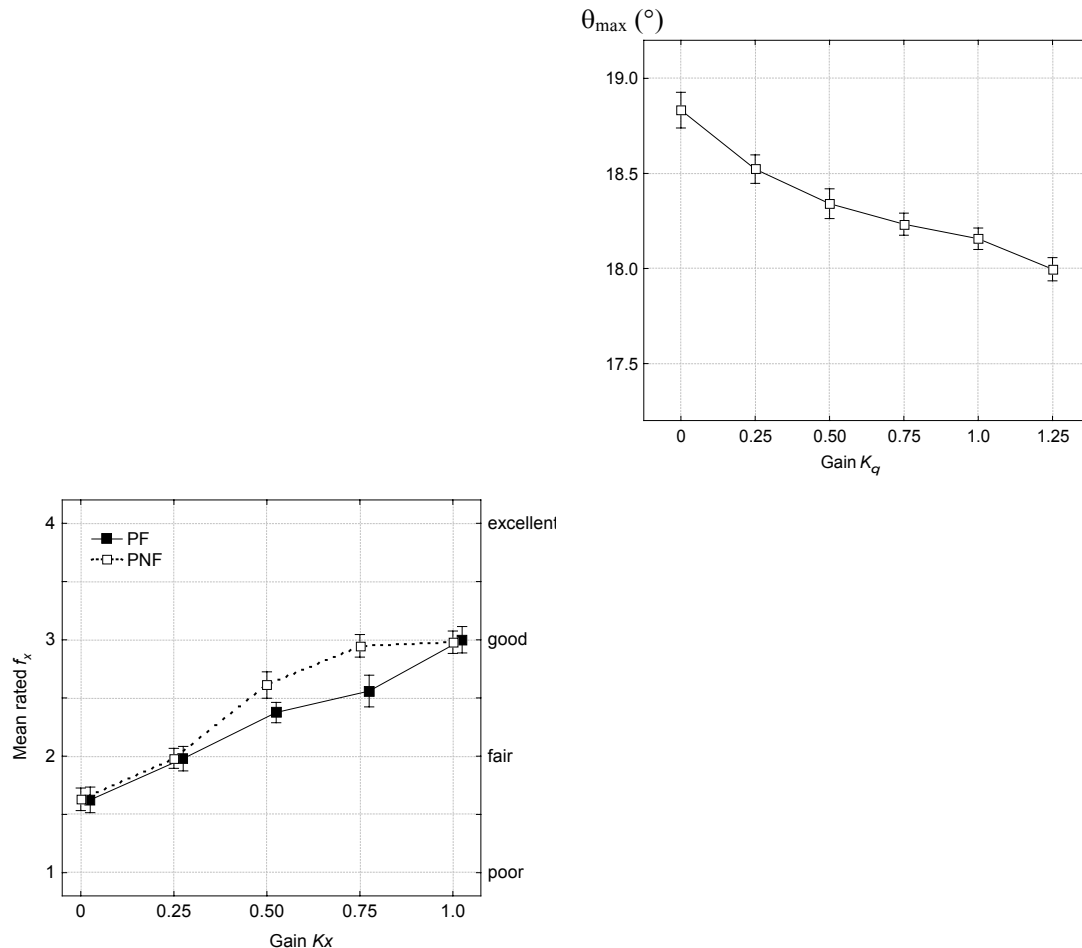 θmax (°)
19.0
18.5
18.0
17.5
0 0.25 0.50 0.75 1.0 1.25
Gain Kq
4
3
2
1
Mean rated fx
PF
PNF
excellent
good
fair
poor
0 0.25 0.50 0.75 1.0
Gain Kx